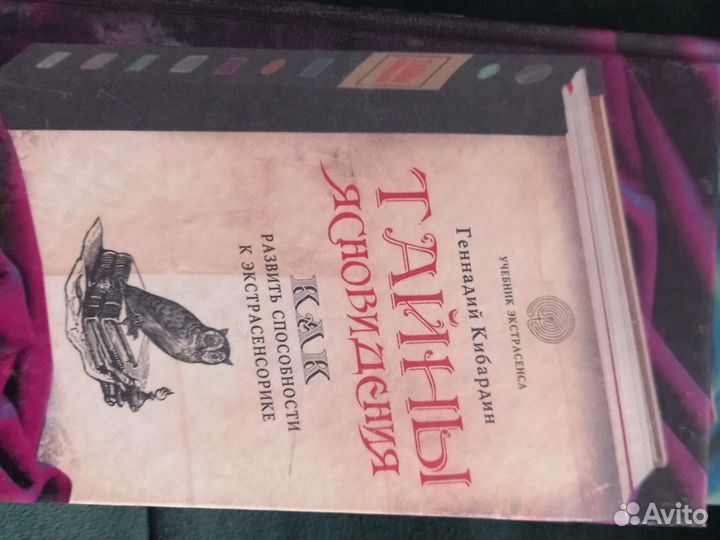 УЧЕБНИК ЭКСТРАСЕНСА
Геннадий Кибардин
ТАЙНЫ
ЯСНОВИДЕНИЯ
КАК
РАЗВИТЬ СПОСОБНОСТИ
К ЭКСТРАСЕНСОРИКЕ
Avito